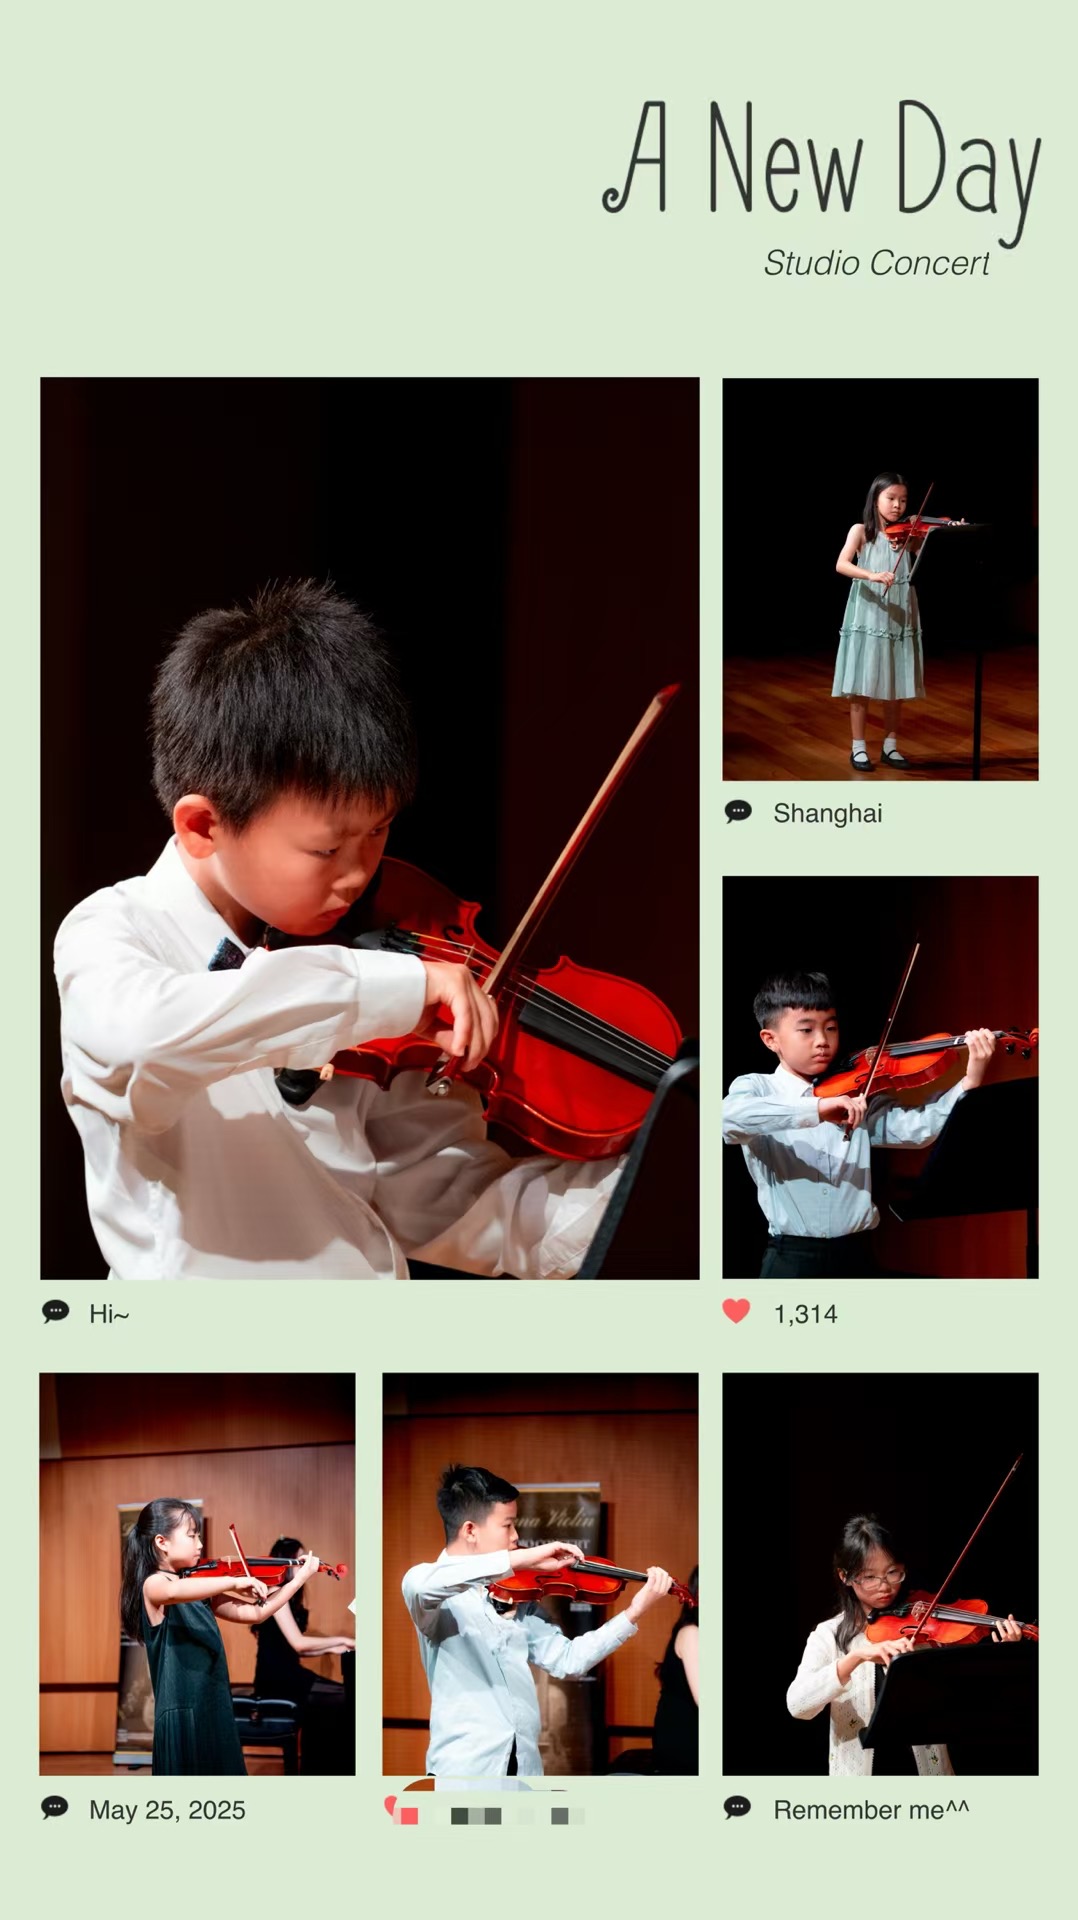 A New Day
Studio Concert
Shanghai
Hi~
1,314
May 25, 2025
Remember me^^